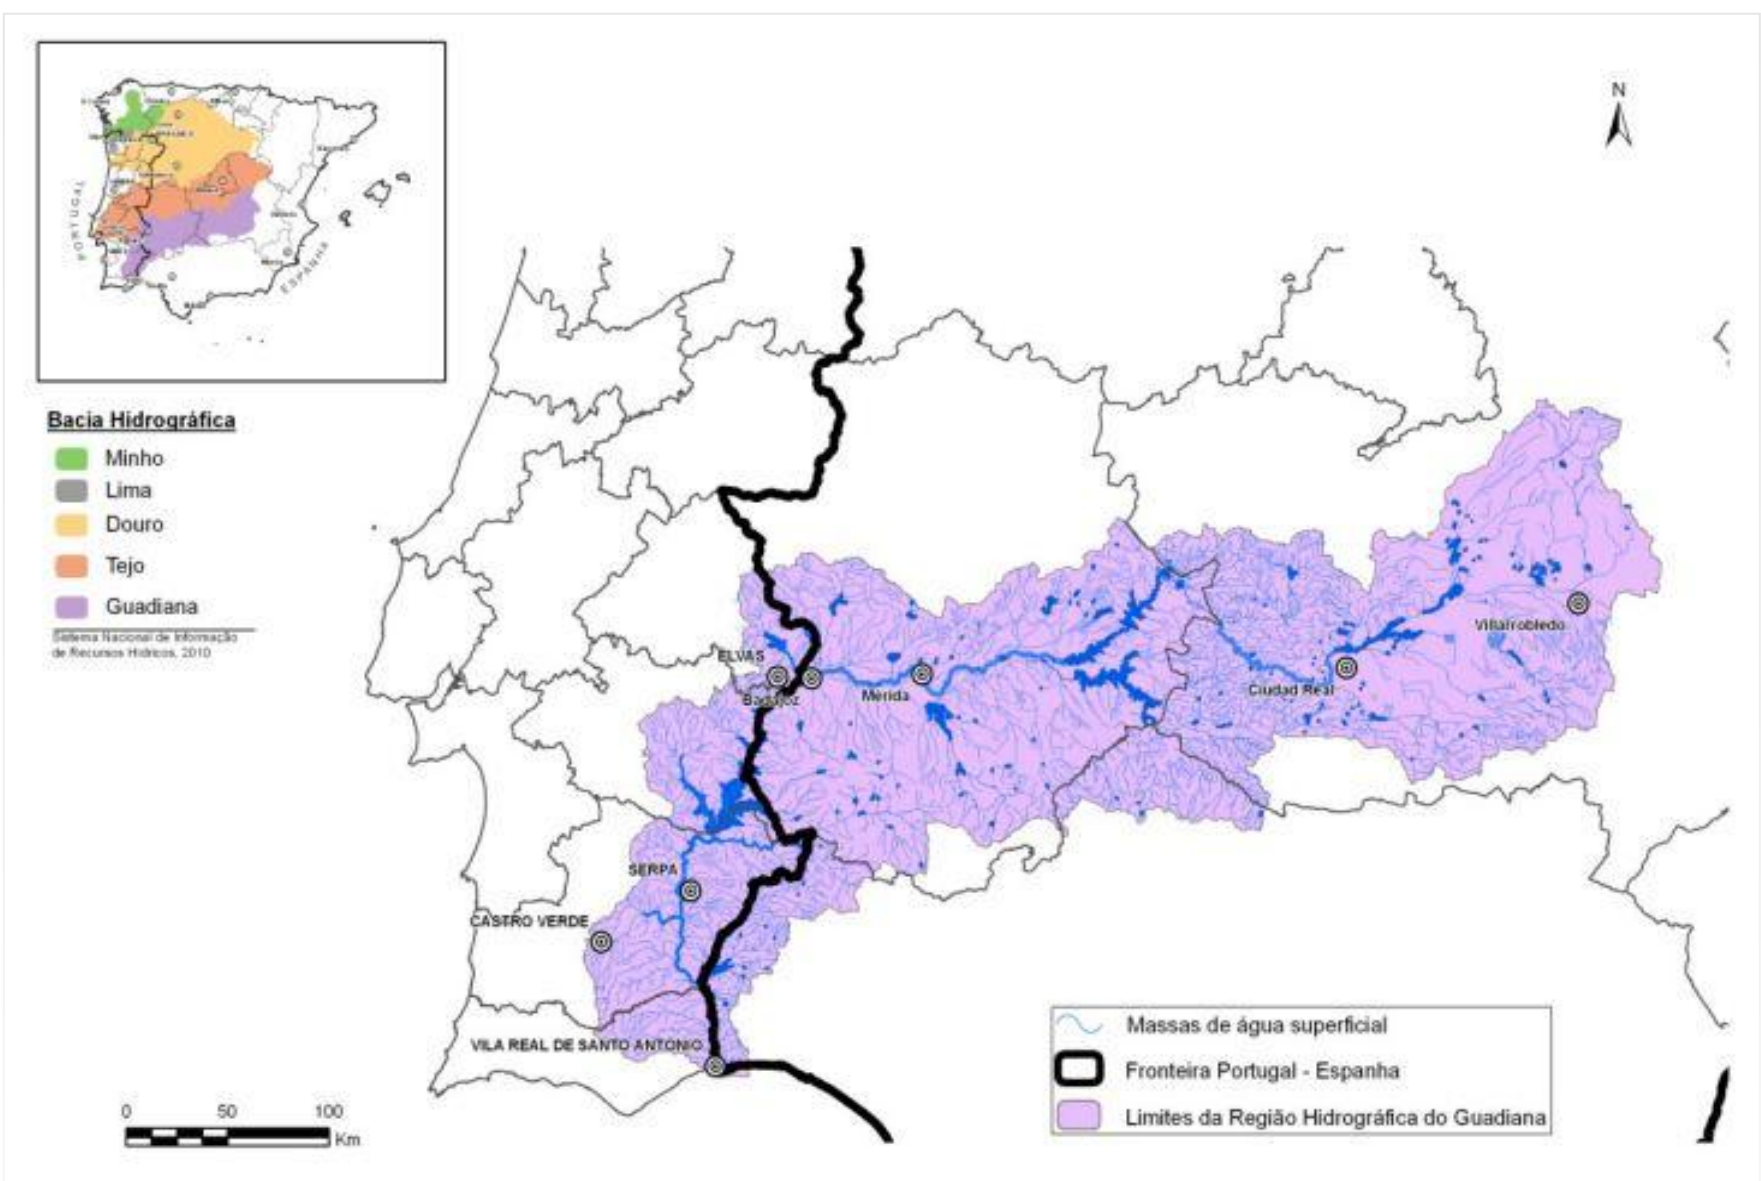 PORTUGAL
ESPANHA
N
Bacia Hidrográfica
Minho
Lima
Douro
Tejo
Guadiana
Sistema Nacional de Informação
de Recursos Hídricos, 2010
ELVAS
Badajoz
Mérida
Ciudad Real
Villarrobledo
SERPA
CASTRO VERDE
VILA REAL DE SANTO ANTONIO
Massas de água superficial
Fronteira Portugal - Espanha
Limites da Região Hidrográfica do Guadiana
0 50 100
Km